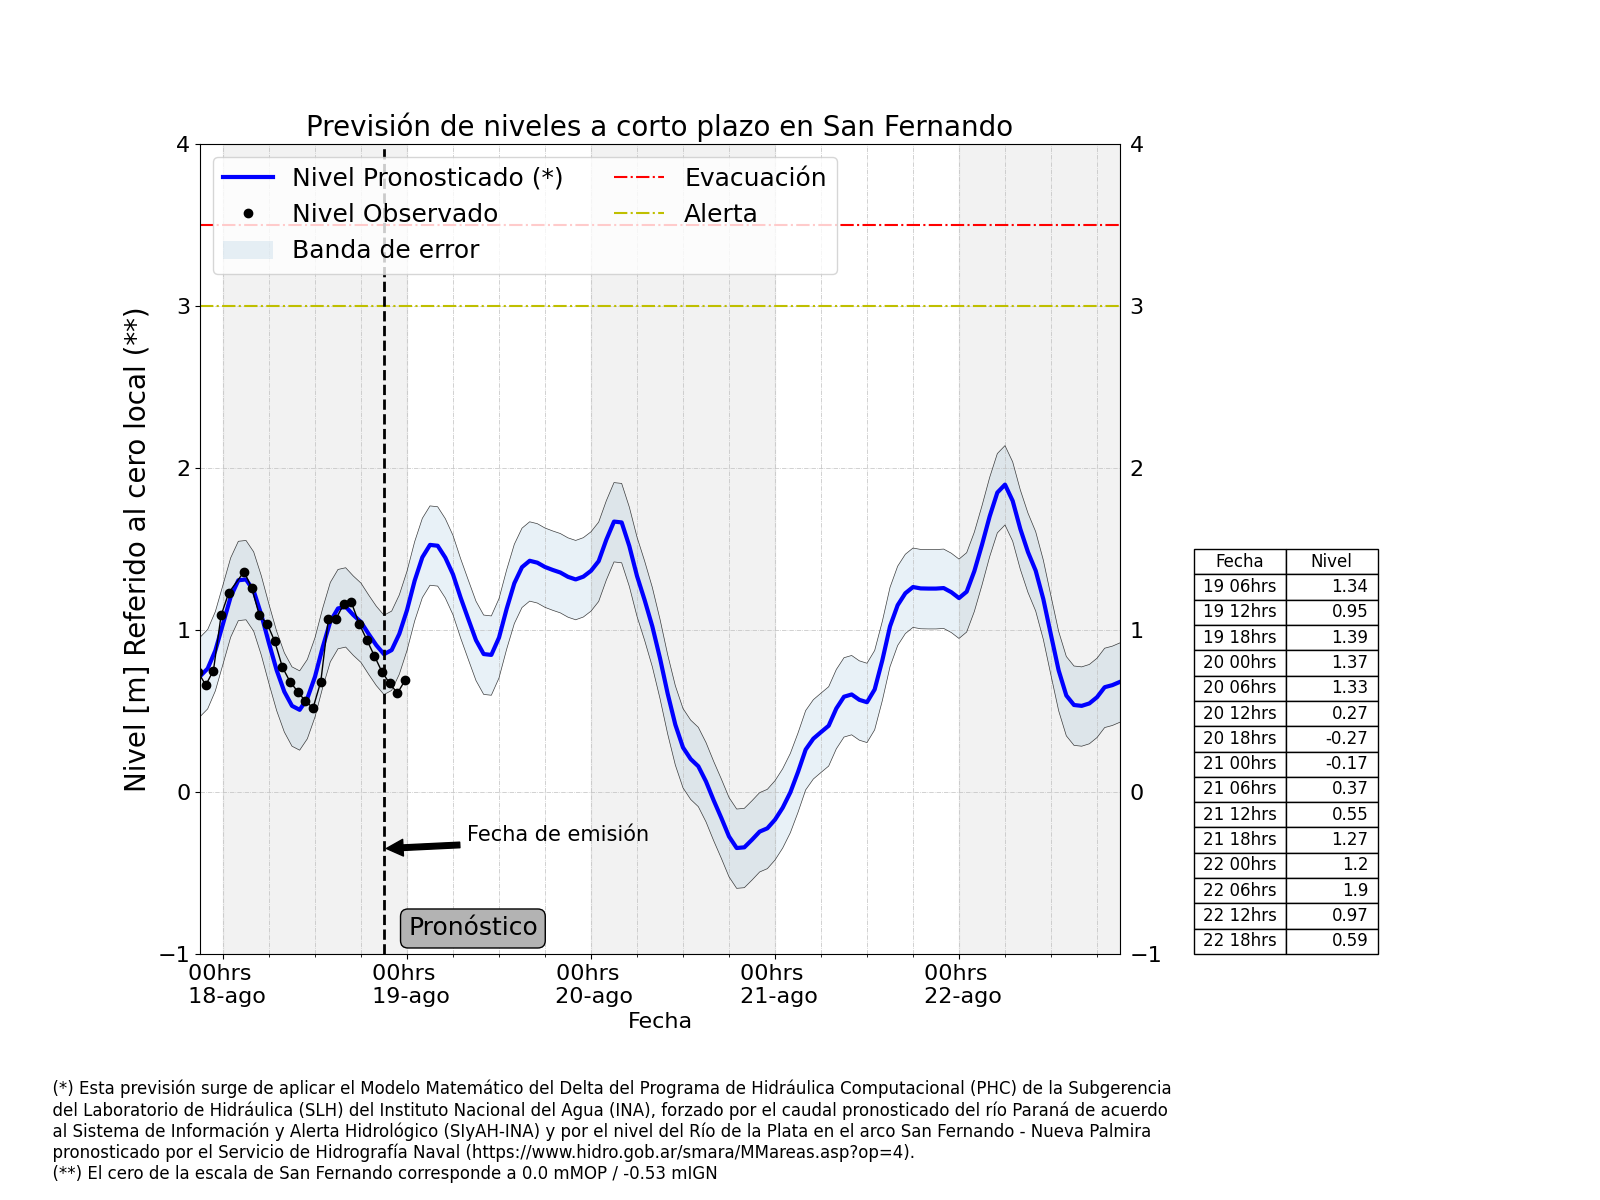 Previsión de niveles a corto plazo en San Fernando
Nivel Pronosticado (*)
Nivel Observado
Banda de error
Evacuación
Alerta
Nivel [m] Referido al cero local (**)
4
3
2
1
0
−1
4
3
2
1
0
−1
Fecha de emisión
Pronóstico
00hrs
18-ago
00hrs
19-ago
00hrs
20-ago
00hrs
21-ago
00hrs
22-ago
Fecha
Fecha Nivel
19 06hrs 1.34
19 12hrs 0.95
19 18hrs 1.39
20 00hrs 1.37
20 06hrs 1.33
20 12hrs 0.27
20 18hrs -0.27
21 00hrs -0.17
21 06hrs 0.37
21 12hrs 0.55
21 18hrs 1.27
22 00hrs 1.2
22 06hrs 1.9
22 12hrs 0.97
22 18hrs 0.59
(*) Esta previsión surge de aplicar el Modelo Matemático del Delta del Programa de Hidráulica Computacional (PHC) de la Subgerencia
del Laboratorio de Hidráulica (SLH) del Instituto Nacional del Agua (INA), forzado por el caudal pronosticado del río Paraná de acuerdo
al Sistema de Información y Alerta Hidrológico (SIyAH-INA) y por el nivel del Río de la Plata en el arco San Fernando - Nueva Palmira
pronosticado por el Servicio de Hidrografía Naval (https://www.hidro.gob.ar/smara/MMareas.asp?op=4).
(**) El cero de la escala de San Fernando corresponde a 0.0 mMOP / -0.53 mIGN